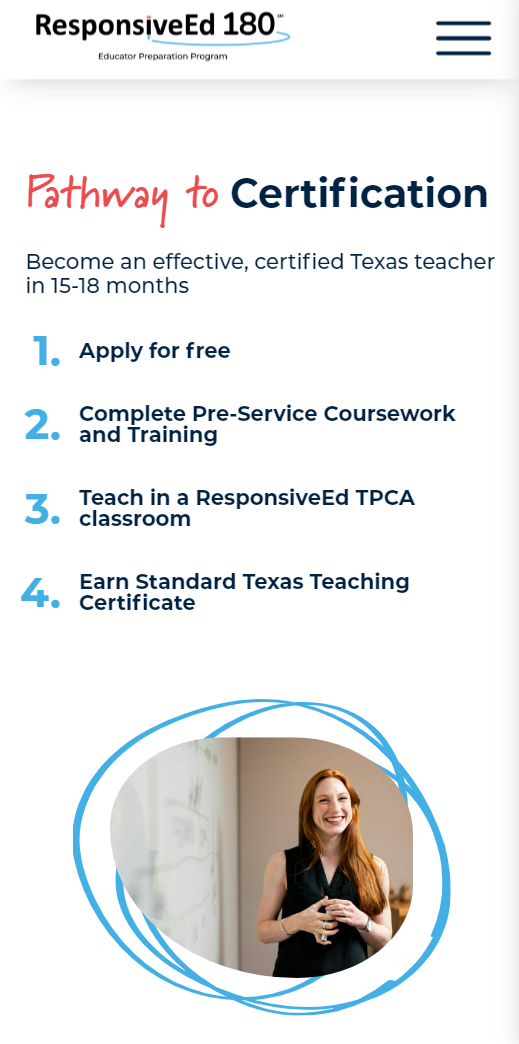 ResponsiveEd 180℠
Educator Preparation Program
Pathway to Certification
Become an effective, certified Texas teacher
in 15-18 months
1. Apply for free
2. Complete Pre-Service Coursework
and Training
3. Teach in a ResponsiveEd TPCA
classroom
4. Earn Standard Texas Teaching
Certificate